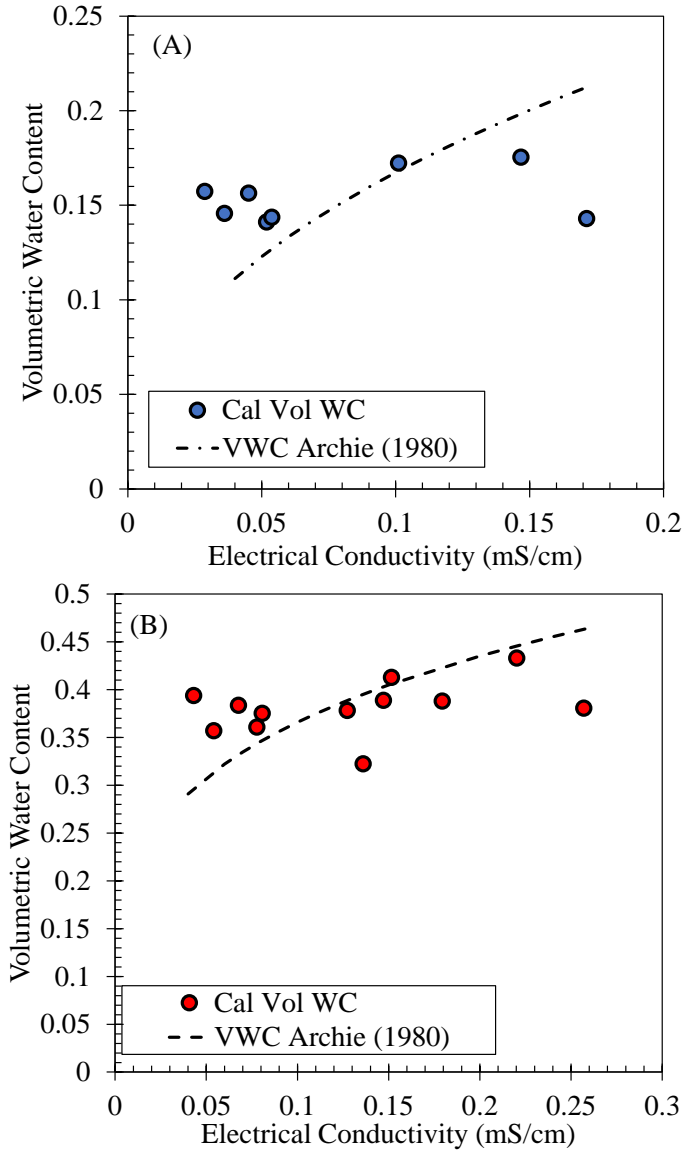 (A)
Volumetric Water Content
0.25
0.2
0.15
0.1
0.05
0
Cal Vol WC
VWC Archie (1980)
0 0.05 0.1 0.15 0.2
Electrical Conductivity (mS/cm)
(B)
Volumetric Water Content
0.5
0.45
0.4
0.35
0.3
0.25
0.2
0.15
0.1
0.05
0
Cal Vol WC
VWC Archie (1980)
0 0.05 0.1 0.15 0.2 0.25 0.3
Electrical Conductivity (mS/cm)